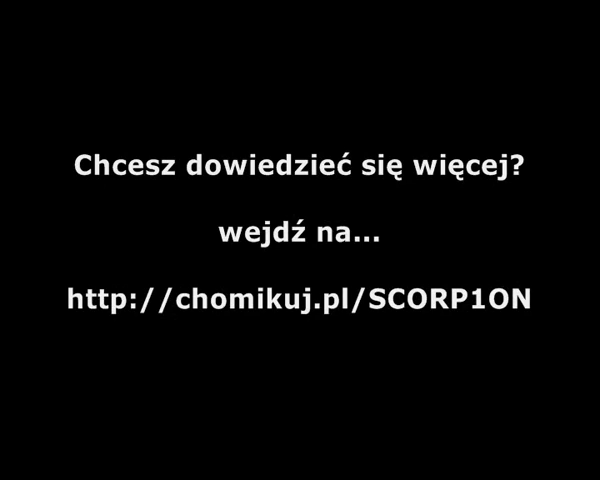 Chcesz dowiedzieć się więcej?
wejdź na...
http://chomikuj.pl/SCORP1ON